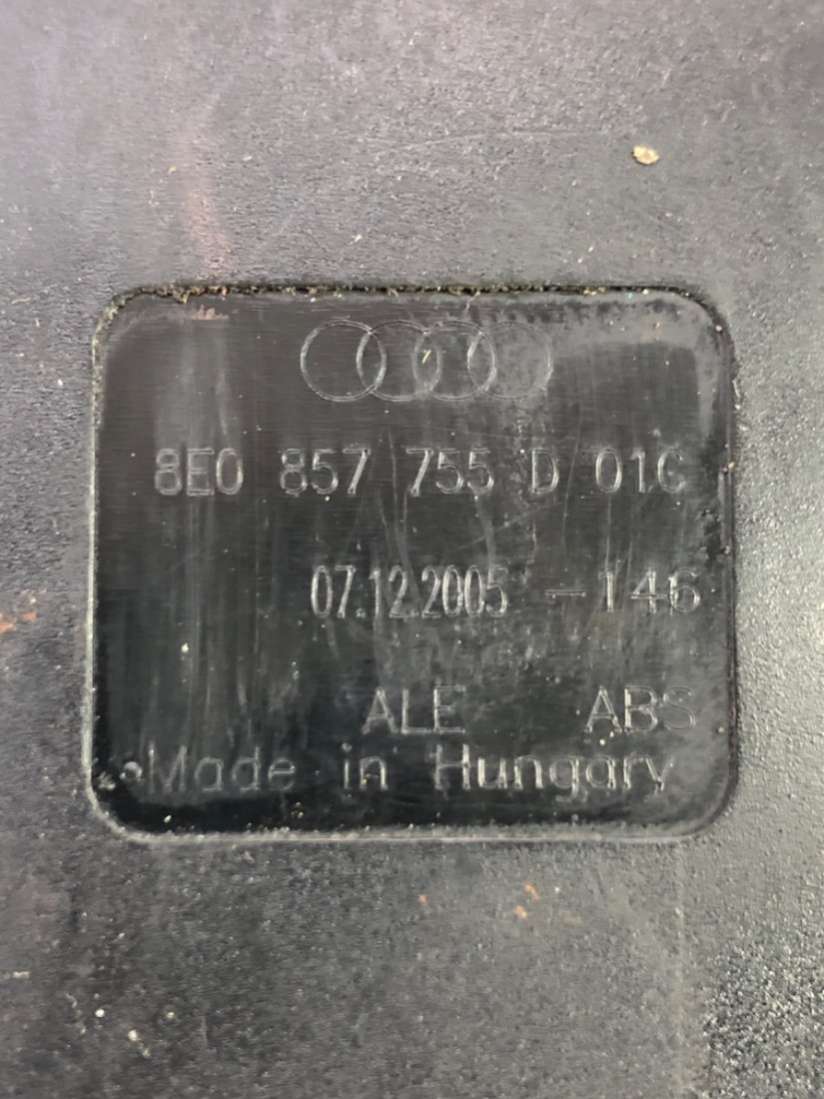 8E0 857 755 D 01C
07.12.2005 -146
ALE ABS
Made in Hungary